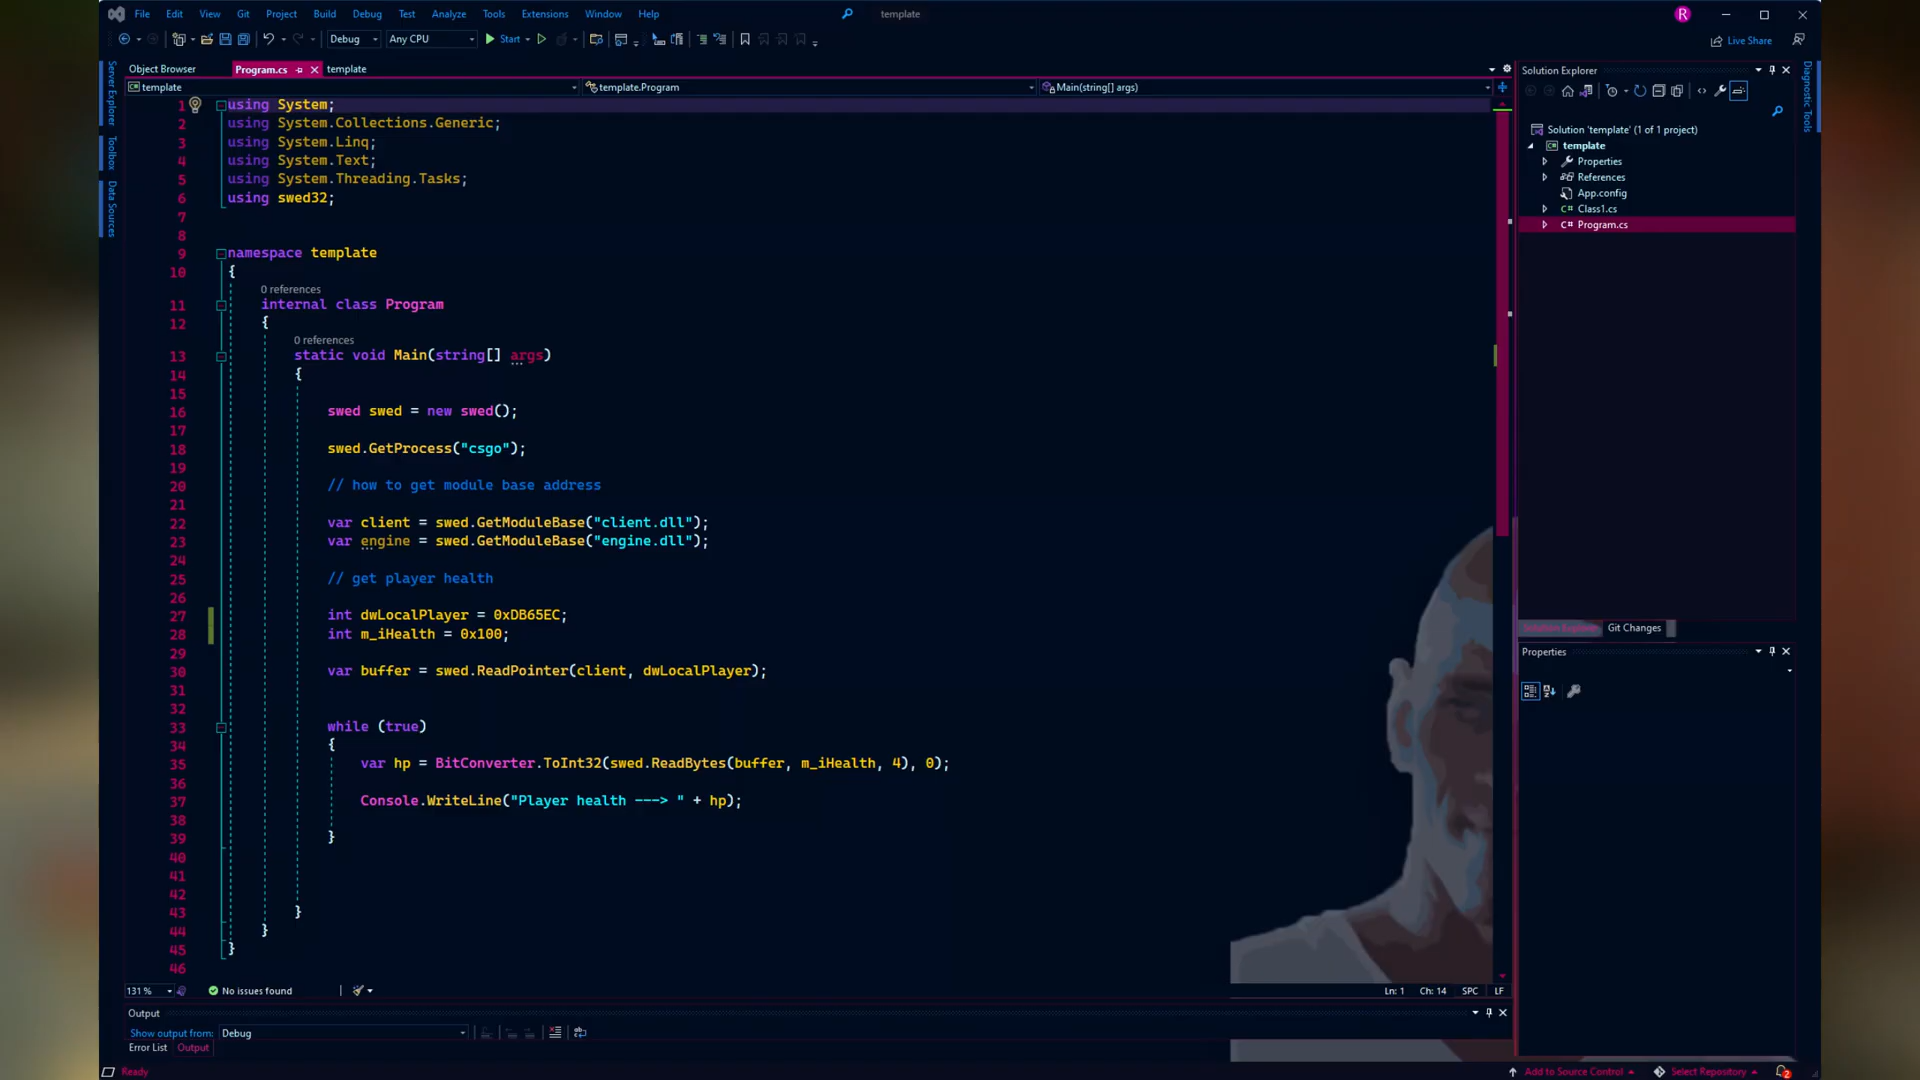 File Edit View Git Project Build Debug Test Analyze Tools Extensions Window Help template R
Debug Any CPU Start Live Share
Object Browser Program.cs template
template template.Program Main(string[] args)
1 using System;
2 using System.Collections.Generic;
3 using System.Linq;
4 using System.Text;
5 using System.Threading.Tasks;
6 using swed32;
7
8
9 namespace template
10 {
0 references
11 internal class Program
12 {
0 references
13 static void Main(string[] args)
14 {
15
16 swed swed = new swed();
17
18 swed.GetProcess("csgo");
19
20 // how to get module base address
21
22 var client = swed.GetModuleBase("client.dll");
23 var engine = swed.GetModuleBase("engine.dll");
24
25 // get player health
26
27 int dwLocalPlayer = 0xDB65EC;
28 int m_iHealth = 0x100;
29
30 var buffer = swed.ReadPointer(client, dwLocalPlayer);
31
32
33 while (true)
34 {
35 var hp = BitConverter.ToInt32(swed.ReadBytes(buffer, m_iHealth, 4), 0);
36
37 Console.WriteLine("Player health ---> " + hp);
38
39 }
40
41
42
43 }
44 }
45 }
46
131 % No issues found Ln: 1 Ch: 14 SPC LF
Output
Show output from: Debug
Error List Output
Ready Add to Source Control Select Repository 2
Server Explorer
Toolbox
Data Sources
Solution Explorer
Solution 'template' (1 of 1 project)
template
Properties
References
App.config
C# Class1.cs
C# Program.cs
Solution Explorer Git Changes
Properties
Diagnostic Tools